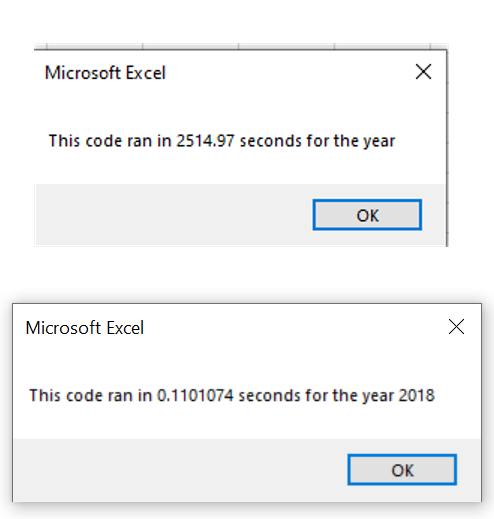 Microsoft Excel
This code ran in 2514.97 seconds for the year
OK
Microsoft Excel
This code ran in 0.1101074 seconds for the year 2018
OK